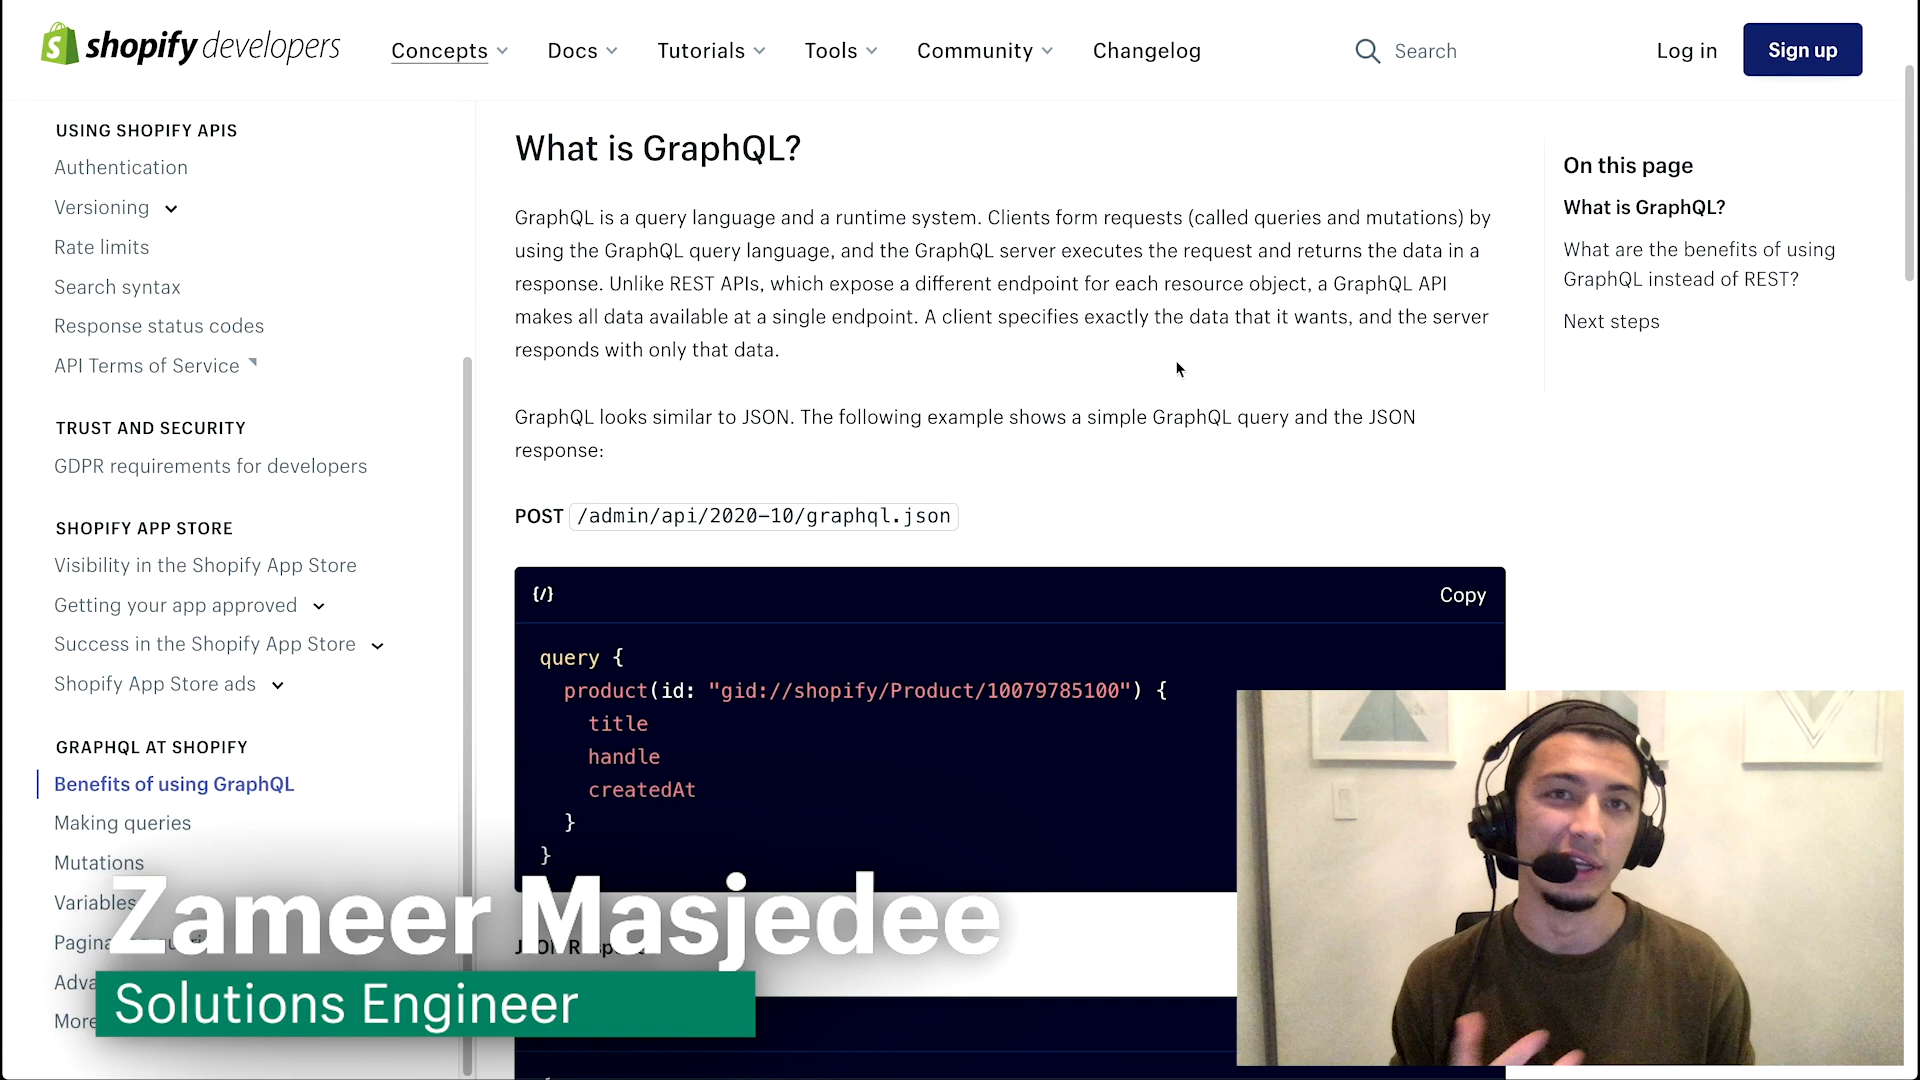 shopify developers
Concepts
Docs
Tutorials
Tools
Community
Changelog
Search
Log in
Sign up
USING SHOPIFY APIS
Authentication
Versioning
Rate limits
Search syntax
Response status codes
API Terms of Service
TRUST AND SECURITY
GDPR requirements for developers
SHOPIFY APP STORE
Visibility in the Shopify App Store
Getting your app approved
Success in the Shopify App Store
Shopify App Store ads
GRAPHQL AT SHOPIFY
Benefits of using GraphQL
Making queries
Mutations
Variables
What is GraphQL?
GraphQL is a query language and a runtime system. Clients form requests (called queries and mutations) by
using the GraphQL query language, and the GraphQL server executes the request and returns the data in a
response. Unlike REST APIs, which expose a different endpoint for each resource object, a GraphQL API
makes all data available at a single endpoint. A client specifies exactly the data that it wants, and the server
responds with only that data.
GraphQL looks similar to JSON. The following example shows a simple GraphQL query and the JSON
response:
POST /admin/api/2020-10/graphql.json
{/}
Copy
query {
product(id: "gid://shopify/Product/10079785100") {
title
handle
createdAt
}
}
On this page
What is GraphQL?
What are the benefits of using
GraphQL instead of REST?
Next steps
Zameer Masjedee
Solutions Engineer